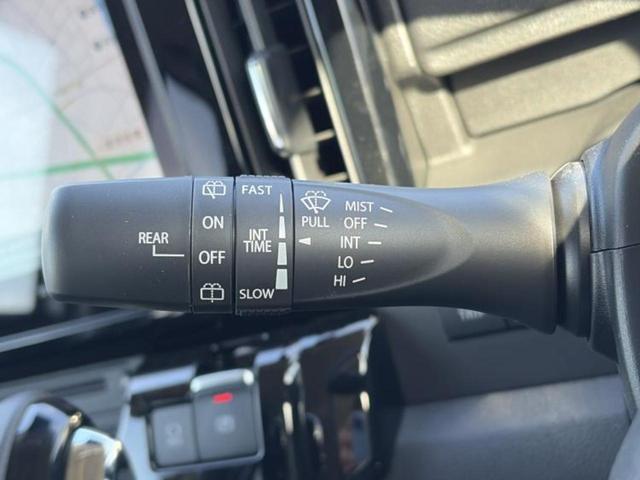 REAR
ON
OFF
FAST
INT
TIME
SLOW
PULL
MIST
OFF
INT
LO
HI